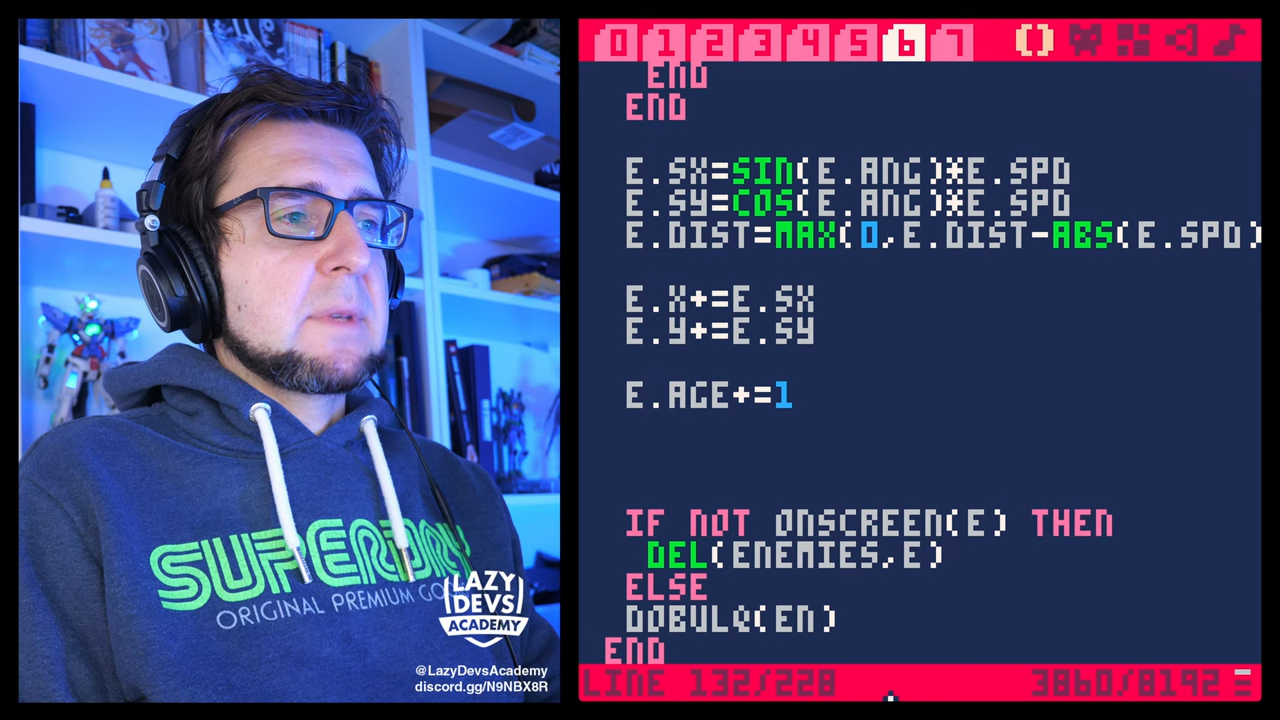 SUPERDRY
ORIGINAL PREMIUM GO
LAZY
DEVS
ACADEMY
@LazyDevsAcademy
discord.gg/N9NBX8R
0 1 2 3 4 5 6 7 ()
END
END
E.SX=SIN(E.ANG)*E.SPD
E.SY=COS(E.ANG)*E.SPD
E.DIST=MAX(0,E.DIST-ABS(E.SPD)
E.X+=E.SX
E.Y+=E.SY
E.AGE+=1
IF NOT ONSCREEN(E) THEN
DEL(ENEMIES,E)
ELSE
DOBULQ(EN)
END
LINE 132/228
3860/8192